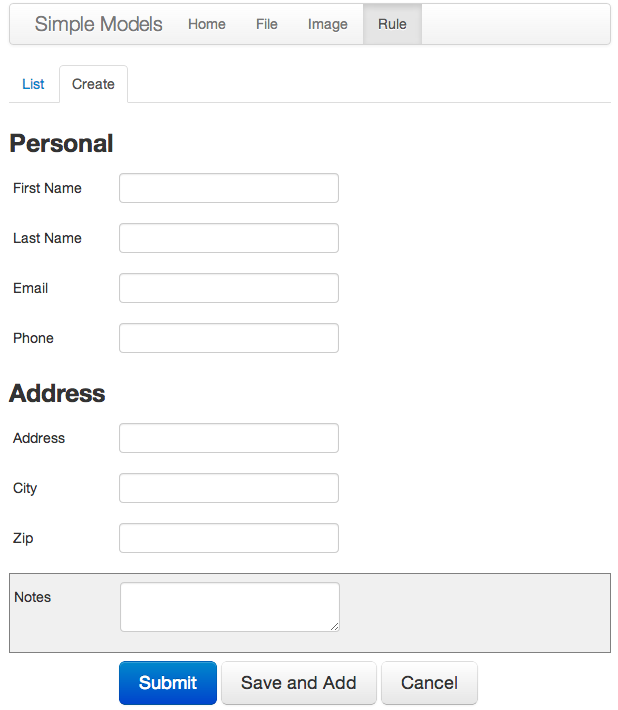 Simple Models Home File Image Rule
List Create
Personal
First Name
Last Name
Email
Phone
Address
Address
City
Zip
Notes
Submit Save and Add Cancel